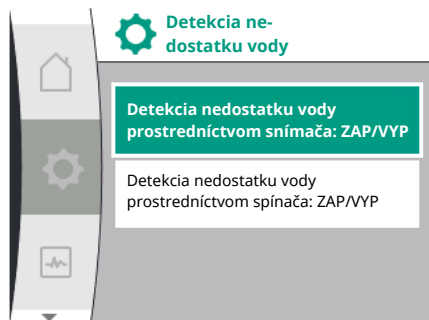 Detekcia ne-
dostatku vody
Detekcia nedostatku vody
prostredníctvom snímača: ZAP/VYP
Detekcia nedostatku vody
prostredníctvom spínača: ZAP/VYP